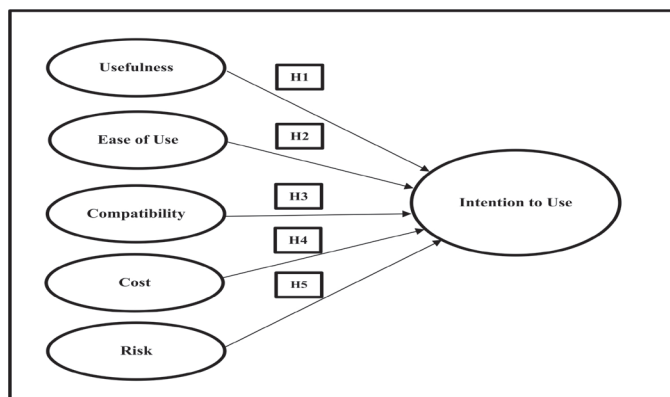 Usefulness
H1
Ease of Use
H2
Compatibility
H3
Intention to Use
H4
Cost
H5
Risk